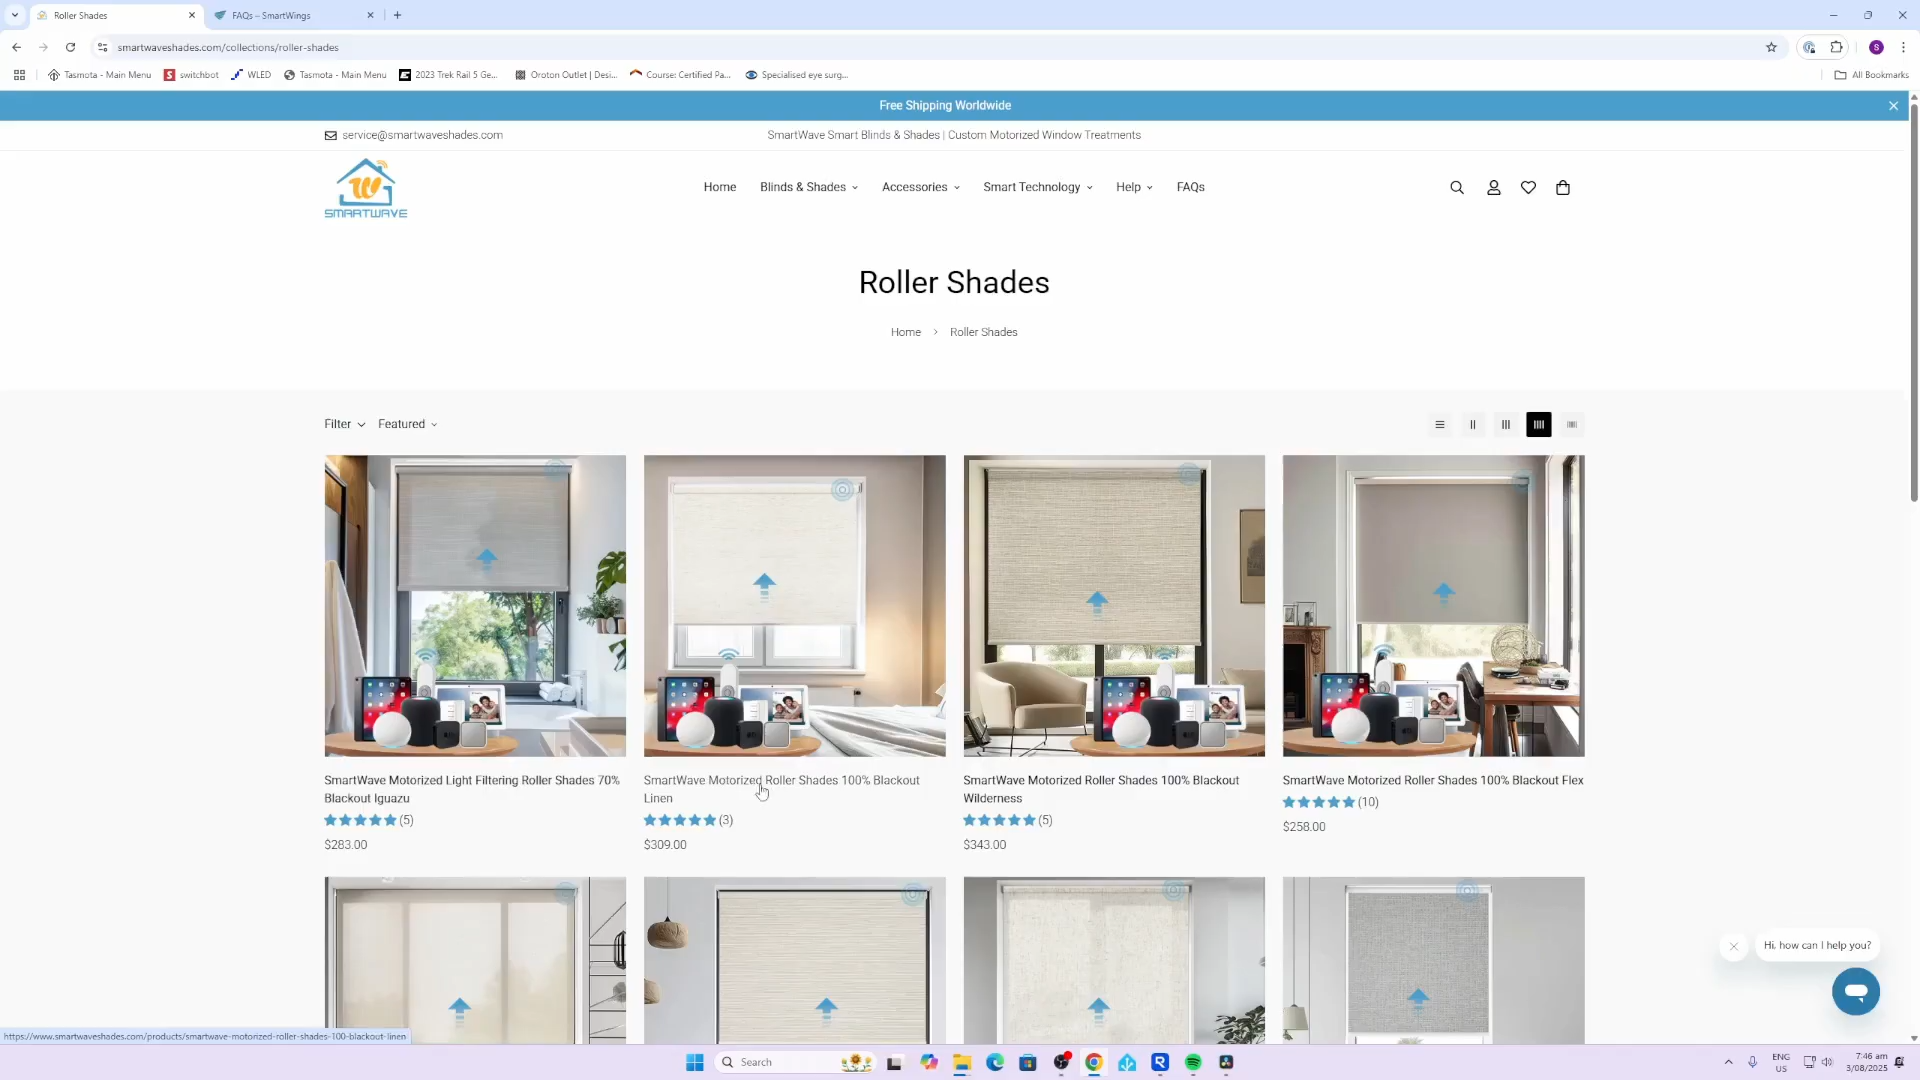 Roller Shades
FAQs – SmartWings
smartwaveshades.com/collections/roller-shades
S
Tasmota - Main Menu
switchbot
WLED
Tasmota - Main Menu
2023 Trek Rail 5 Ge...
Oroton Outlet | Desi...
Course: Certified Pa...
Specialised eye surg...
All Bookmarks
Free Shipping Worldwide
service@smartwaveshades.com
SmartWave Smart Blinds & Shades | Custom Motorized Window Treatments
SMARTWAVE
Home
Blinds & Shades
Accessories
Smart Technology
Help
FAQs
Roller Shades
Home > Roller Shades
Filter
Featured
SmartWave Motorized Light Filtering Roller Shades 70%
Blackout Iguazu
(5)
$283.00
SmartWave Motorized Roller Shades 100% Blackout
Linen
(3)
$309.00
SmartWave Motorized Roller Shades 100% Blackout
Wilderness
(5)
$343.00
SmartWave Motorized Roller Shades 100% Blackout Flex
(10)
$258.00
Hi, how can I help you?
https://www.smartwaveshades.com/products/smartwave-motorized-roller-shades-100-blackout-linen
Search
ENG
US
7:46 am
3/08/2025